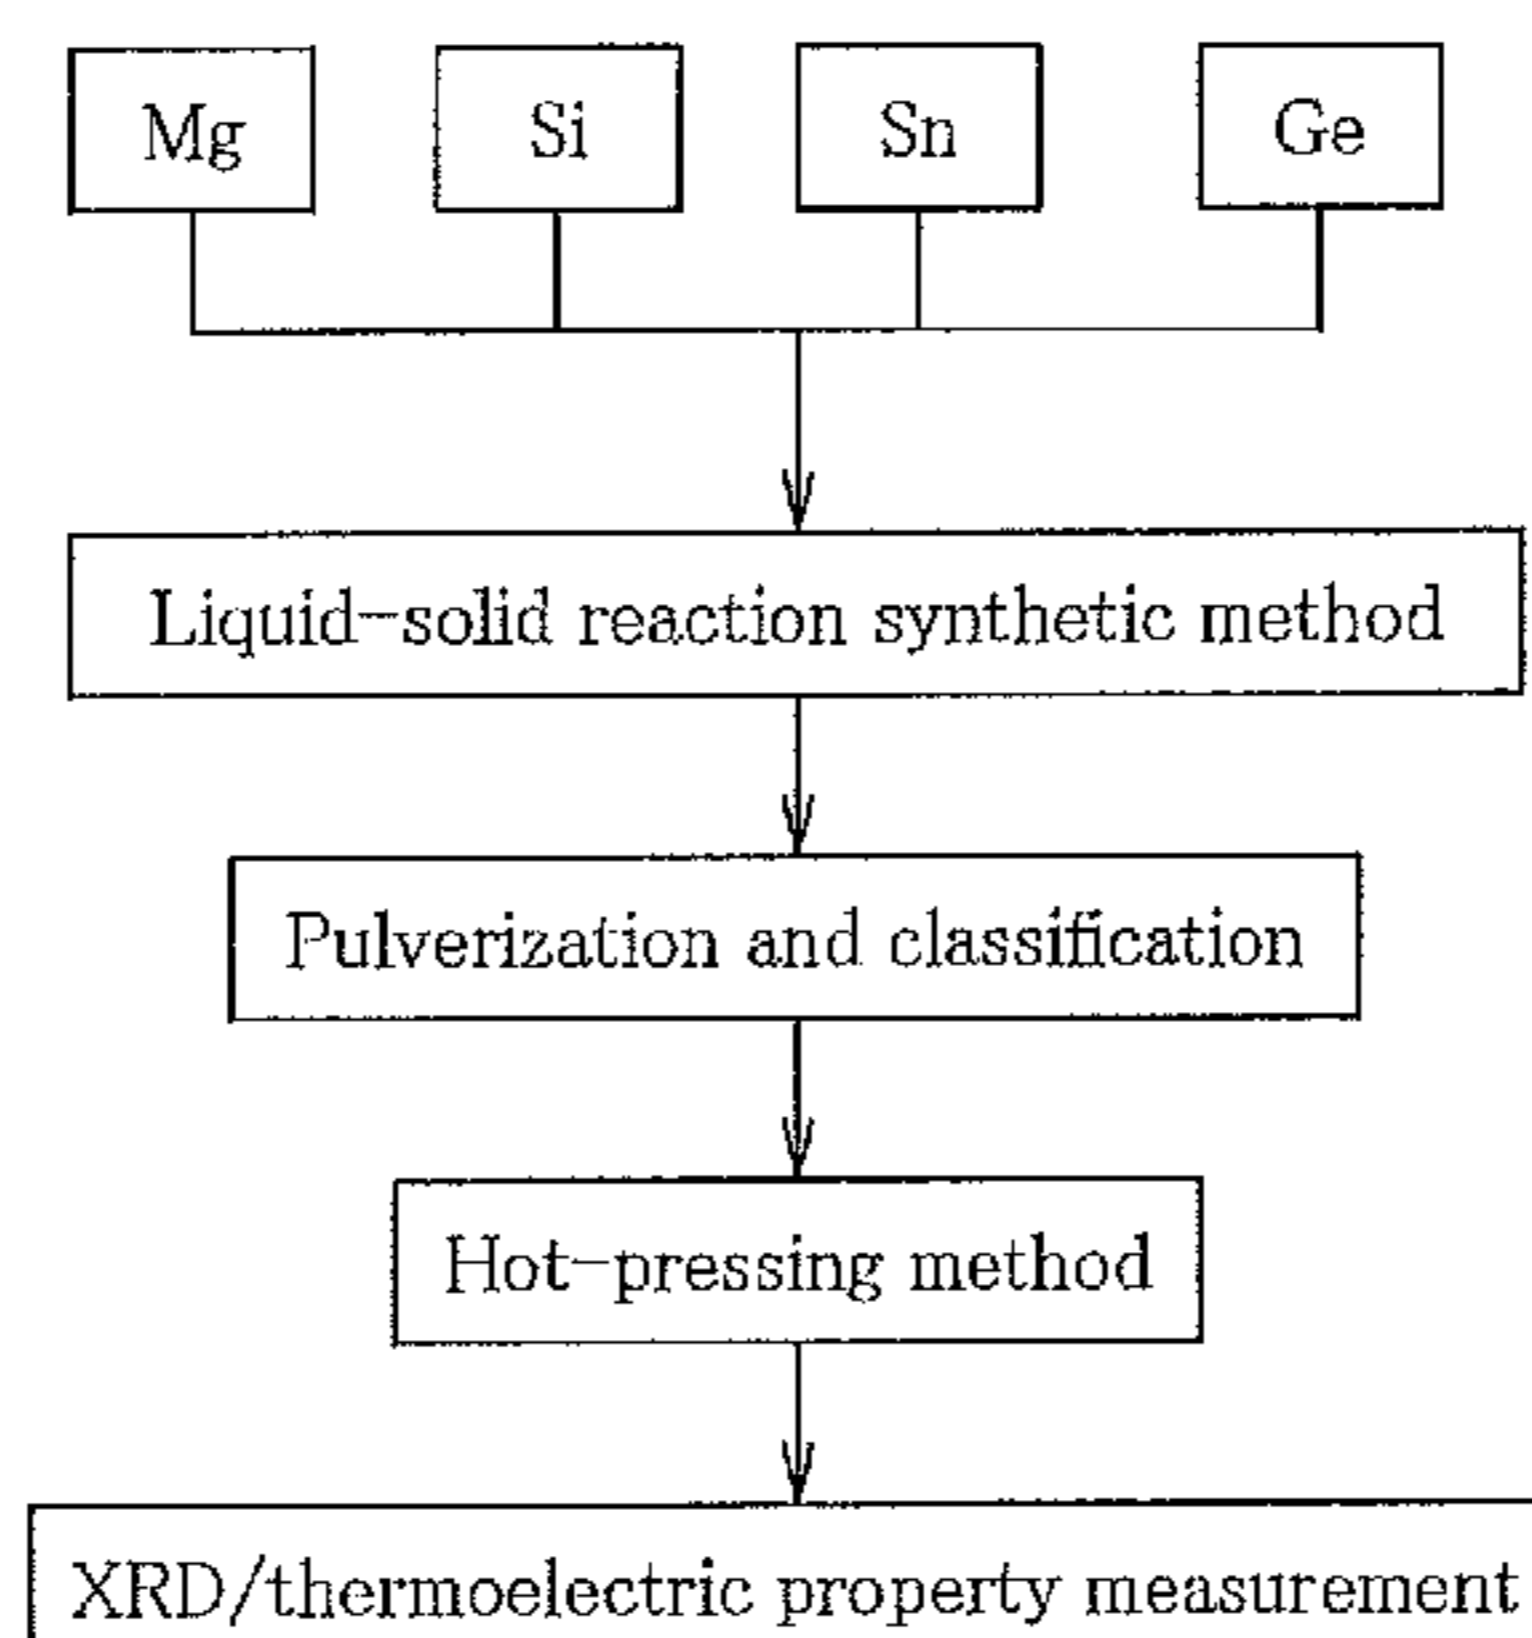 Mg Si Sn Ge
Liquid-solid reaction synthetic method
Pulverization and classification
Hot-pressing method
XRD/thermoelectric property measurement